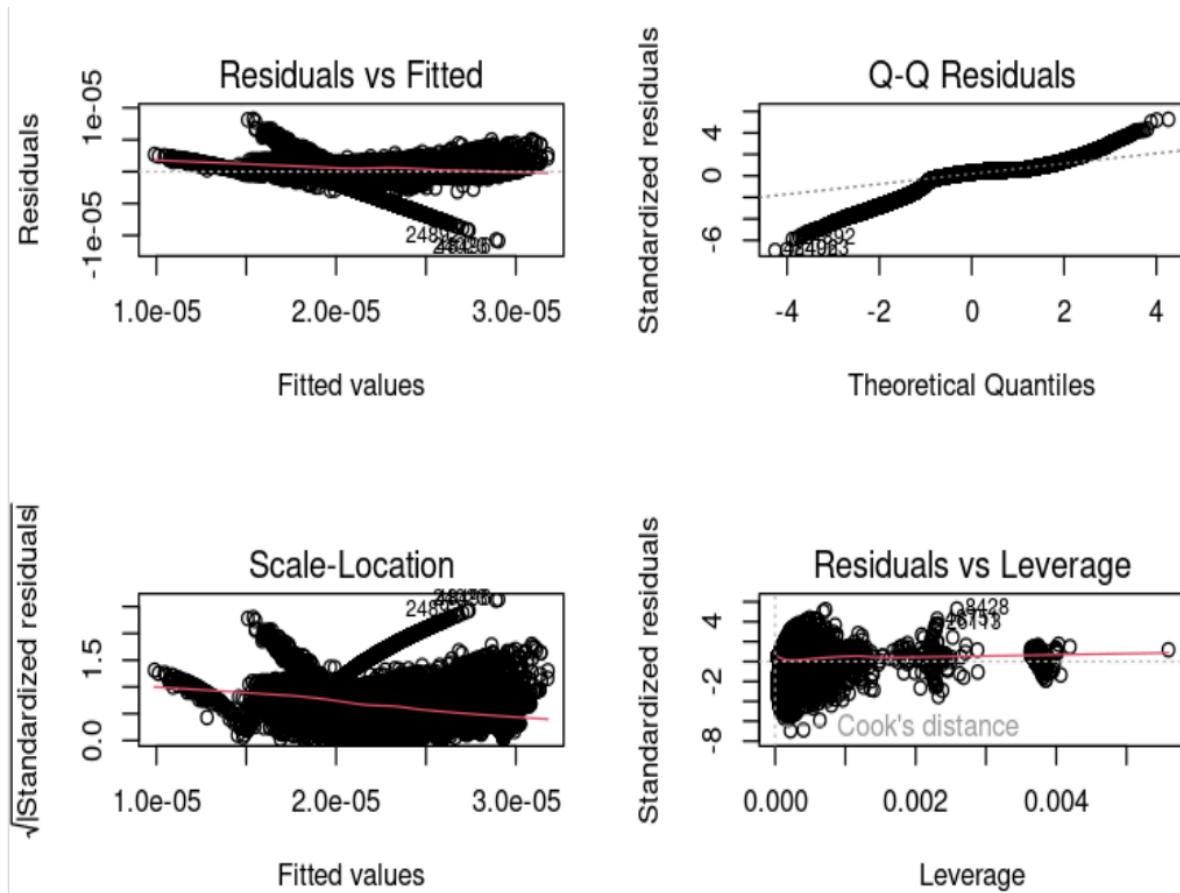 Residuals vs Fitted
Residuals
1e-05
-1e-05
1.0e-05 2.0e-05 3.0e-05
Fitted values
Q-Q Residuals
Standardized residuals
4
0
-6
-4 -2 0 2 4
Theoretical Quantiles
Scale-Location
√|Standardized residuals|
1.5
0.0
1.0e-05 2.0e-05 3.0e-05
Fitted values
Residuals vs Leverage
Standardized residuals
4
-2
-8
8428
Cook's distance
0.000 0.002 0.004
Leverage